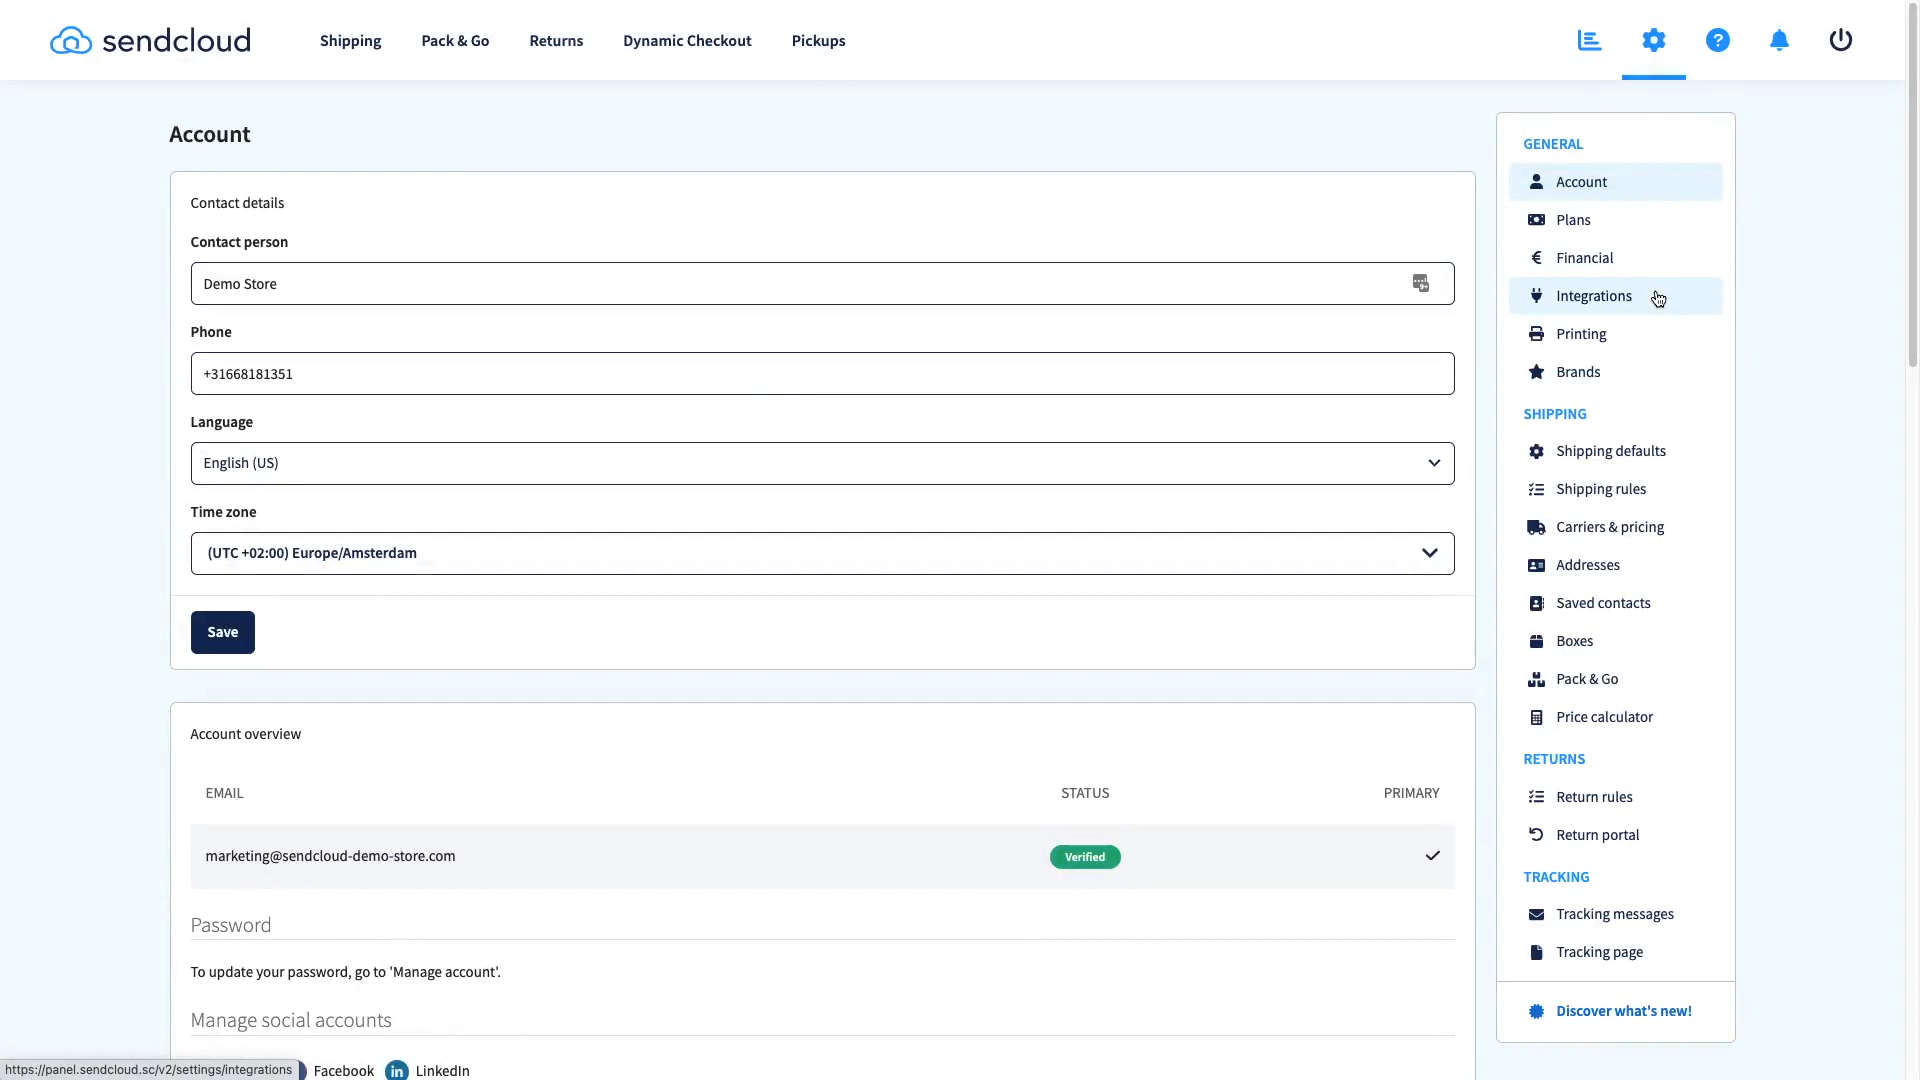 sendcloud
Shipping
Pack & Go
Returns
Dynamic Checkout
Pickups
Account
Contact details
Contact person
Demo Store
9+
Phone
+31668181351
Language
English (US)
Time zone
(UTC +02:00) Europe/Amsterdam
Save
Account overview
EMAIL STATUS PRIMARY
marketing@sendcloud-demo-store.com Verified
Password
To update your password, go to 'Manage account'.
Manage social accounts
Facebook in LinkedIn
https://panel.sendcloud.sc/v2/settings/integrations
GENERAL
Account
Plans
Financial
Integrations
Printing
Brands
SHIPPING
Shipping defaults
Shipping rules
Carriers & pricing
Addresses
Saved contacts
Boxes
Pack & Go
Price calculator
RETURNS
Return rules
Return portal
TRACKING
Tracking messages
Tracking page
Discover what's new!